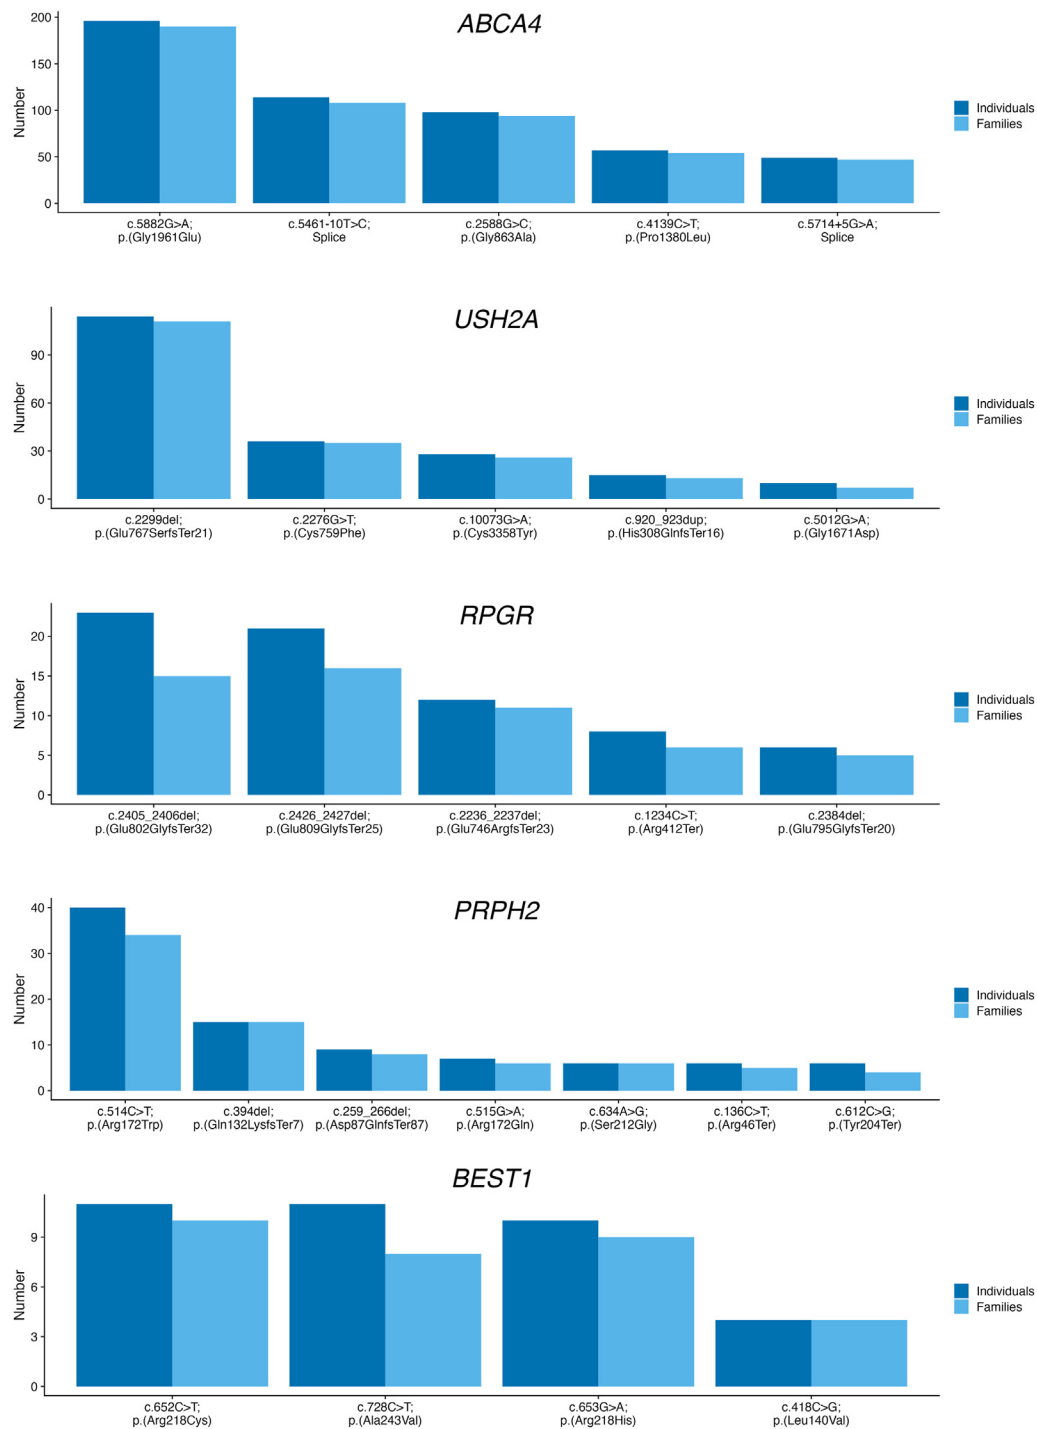 ABCA4
200
150
100
50
0
Number
Individuals
Families
c.5882G>A;
p.(Gly1961Glu)
c.5461-10T>C;
Splice
c.2588G>C;
p.(Gly863Ala)
c.4139C>T;
p.(Pro1380Leu)
c.5714+5G>A;
Splice
USH2A
90
60
30
0
Number
Individuals
Families
c.2299del;
p.(Glu767SerfsTer21)
c.2276G>T;
p.(Cys759Phe)
c.10073G>A;
p.(Cys3358Tyr)
c.920_923dup;
p.(His308GlnfsTer16)
c.5012G>A;
p.(Gly1671Asp)
RPGR
20
15
10
5
0
Number
Individuals
Families
c.2405_2406del;
p.(Glu802GlyfsTer32)
c.2426_2427del;
p.(Glu809GlyfsTer25)
c.2236_2237del;
p.(Glu746ArgfsTer23)
c.1234C>T;
p.(Arg412Ter)
c.2384del;
p.(Glu795GlyfsTer20)
PRPH2
40
30
20
10
0
Number
Individuals
Families
c.514C>T;
p.(Arg172Trp)
c.394del;
p.(Gln132LysfsTer7)
c.259_266del;
p.(Asp87GlnfsTer87)
c.515G>A;
p.(Arg172Gln)
c.634A>G;
p.(Ser212Gly)
c.136C>T;
p.(Arg46Ter)
c.612C>G;
p.(Tyr204Ter)
BEST1
9
6
3
0
Number
Individuals
Families
c.652C>T;
p.(Arg218Cys)
c.728C>T;
p.(Ala243Val)
c.653G>A;
p.(Arg218His)
c.418C>G;
p.(Leu140Val)